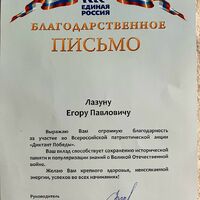 ЕДИНАЯ
РОССИЯ
БЛАГОДАРСТВЕННОЕ
ПИСЬМО
Лазуну
Егору Павловичу
Выражаю Вам огромную благодарность
за участие во Всероссийской патриотической акции
«Диктант Победы».
Ваш вклад способствует сохранению исторической
памяти и популяризации знаний о Великой Отечественной
войне.
Желаю Вам крепкого здоровья, неиссякаемой
энергии, успехов во всех начинаниях!
Руководитель